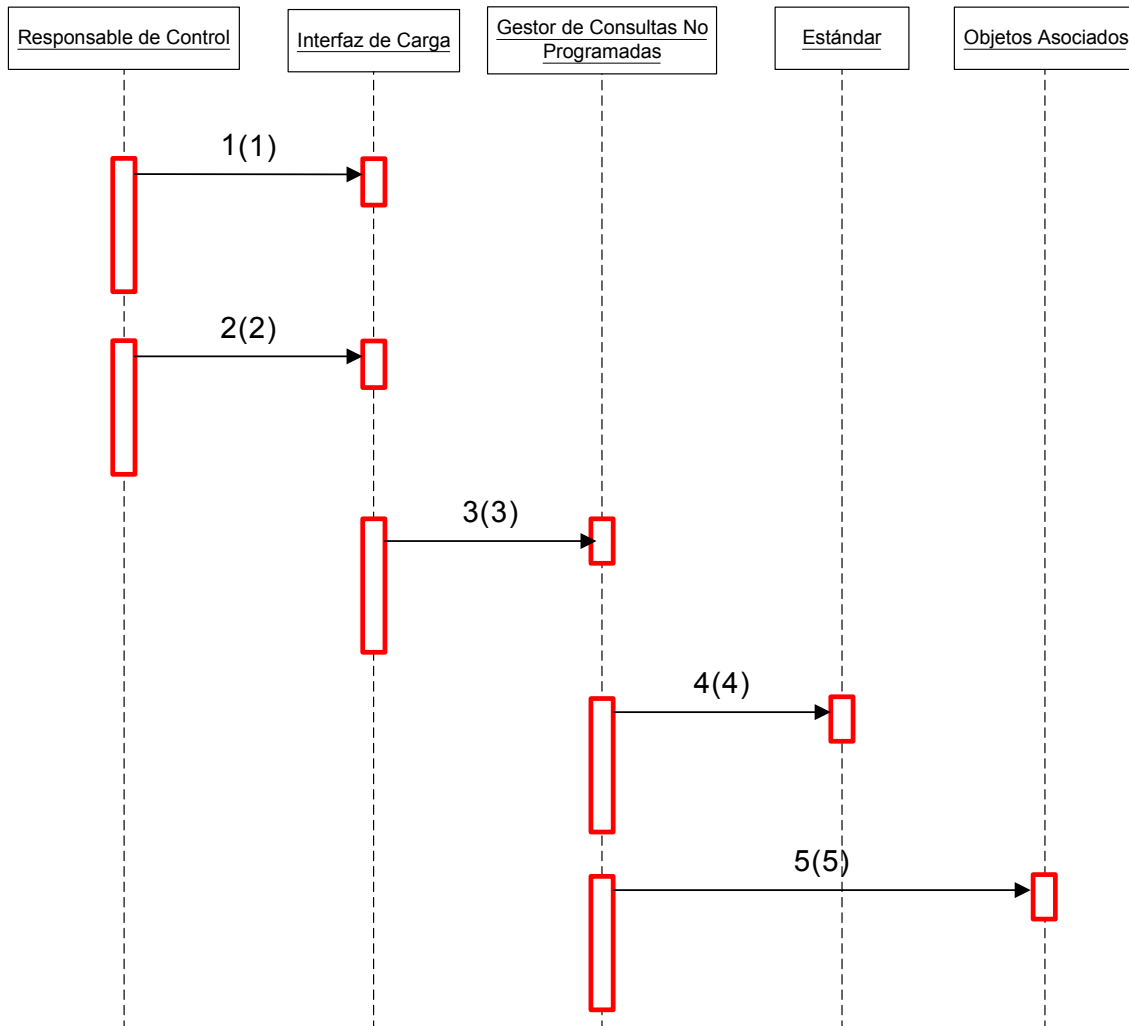 Responsable de Control
Interfaz de Carga
Gestor de Consultas No
Programadas
Estándar
Objetos Asociados
1(1)
2(2)
3(3)
4(4)
5(5)